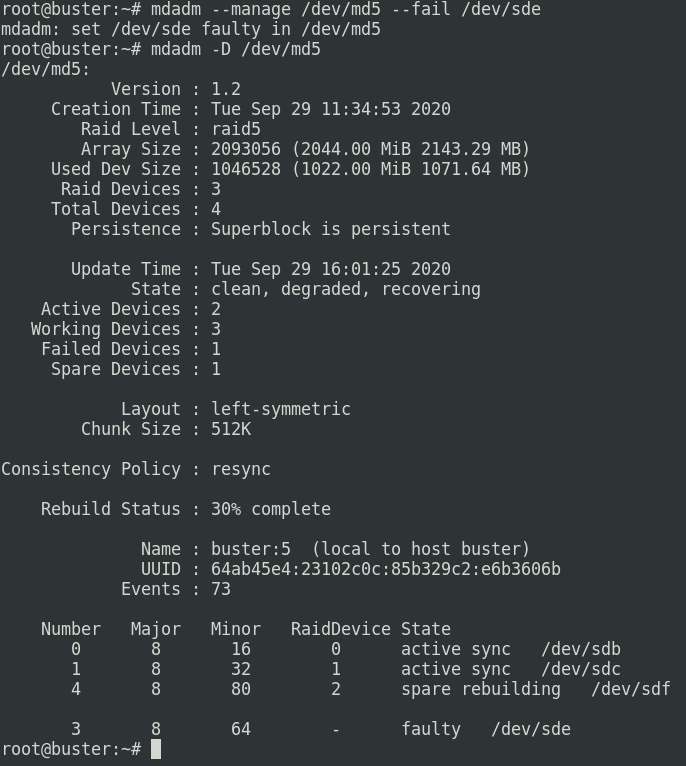 root@buster:~# mdadm --manage /dev/md5 --fail /dev/sde
mdadm: set /dev/sde faulty in /dev/md5
root@buster:~# mdadm -D /dev/md5
/dev/md5:
           Version : 1.2
     Creation Time : Tue Sep 29 11:34:53 2020
        Raid Level : raid5
        Array Size : 2093056 (2044.00 MiB 2143.29 MB)
     Used Dev Size : 1046528 (1022.00 MiB 1071.64 MB)
      Raid Devices : 3
     Total Devices : 4
       Persistence : Superblock is persistent

       Update Time : Tue Sep 29 16:01:25 2020
             State : clean, degraded, recovering
    Active Devices : 2
   Working Devices : 3
    Failed Devices : 1
     Spare Devices : 1

            Layout : left-symmetric
        Chunk Size : 512K

Consistency Policy : resync

    Rebuild Status : 30% complete

              Name : buster:5  (local to host buster)
              UUID : 64ab45e4:23102c0c:85b329c2:e6b3606b
            Events : 73

    Number   Major   Minor   RaidDevice State
       0       8       16        0      active sync   /dev/sdb
       1       8       32        1      active sync   /dev/sdc
       4       8       80        2      spare rebuilding   /dev/sdf

       3       8       64        -      faulty   /dev/sde
root@buster:~#